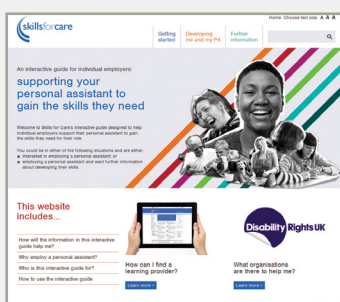 Home Choose text size: A A A
skillsforcare
Getting started
Developing me and my PA
Further information
An interactive guide for individual employers:
supporting your
personal assistant to
gain the skills they need
Welcome to Skills for Care's interactive guide designed to help
individual employers support their personal assistant to gain
the skills they need for their role.
You could be in either of the following situations and are either:
interested in employing a personal assistant; or
employing a personal assistant and want further information
about developing their skills.
This website
includes...
How will the information in this interactive
guide help me?
Why employ a personal assistant?
Who is this interactive guide for?
How to use the interactive guide
How can I find a
learning provider?
Learn more
Disability Rights UK
What organisations
are there to help me?
Learn more